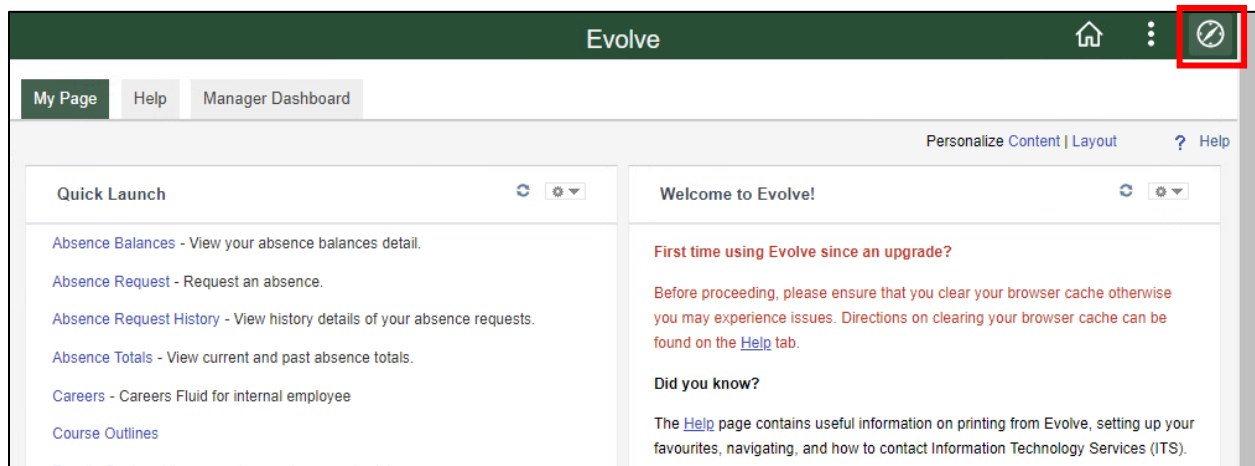 Evolve
My Page
Help
Manager Dashboard
Personalize Content | Layout
? Help
Quick Launch
Absence Balances - View your absence balances detail.
Absence Request - Request an absence.
Absence Request History - View history details of your absence requests.
Absence Totals - View current and past absence totals.
Careers - Careers Fluid for internal employee
Course Outlines
Welcome to Evolve!
First time using Evolve since an upgrade?
Before proceeding, please ensure that you clear your browser cache otherwise
you may experience issues. Directions on clearing your browser cache can be
found on the Help tab.
Did you know?
The Help page contains useful information on printing from Evolve, setting up your
favourites, navigating, and how to contact Information Technology Services (ITS).